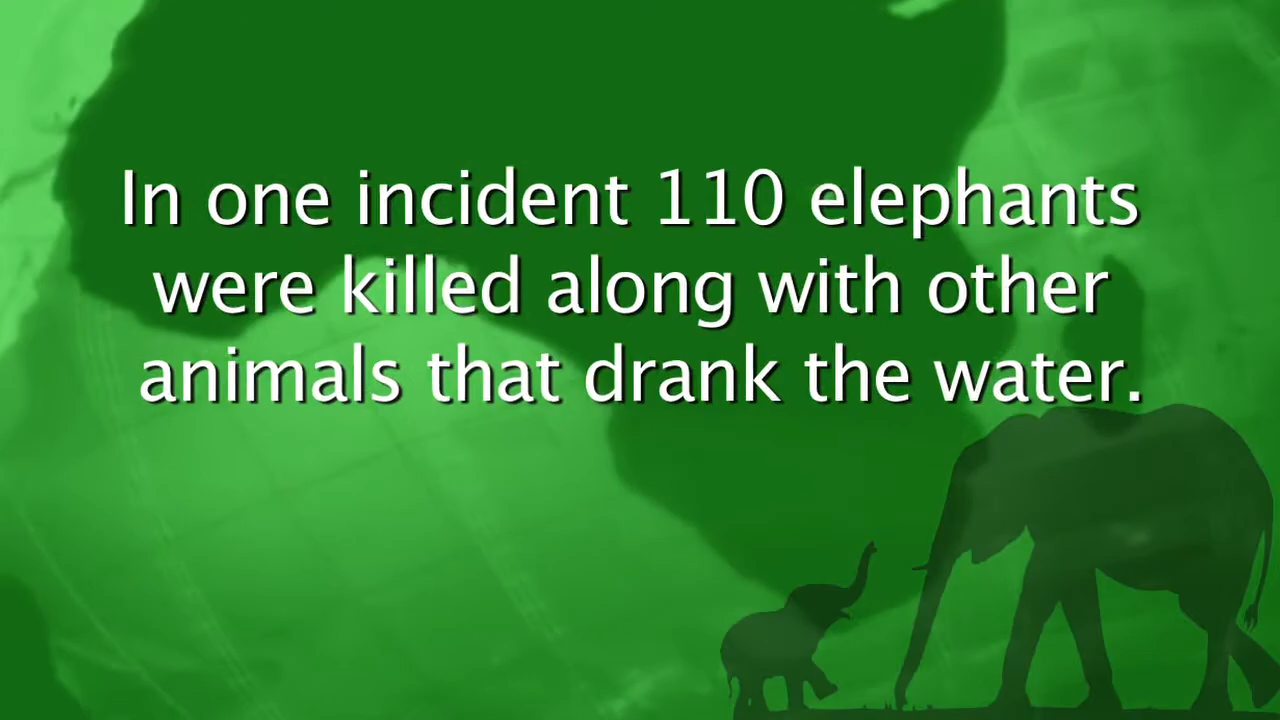 In one incident 110 elephants
were killed along with other
animals that drank the water.